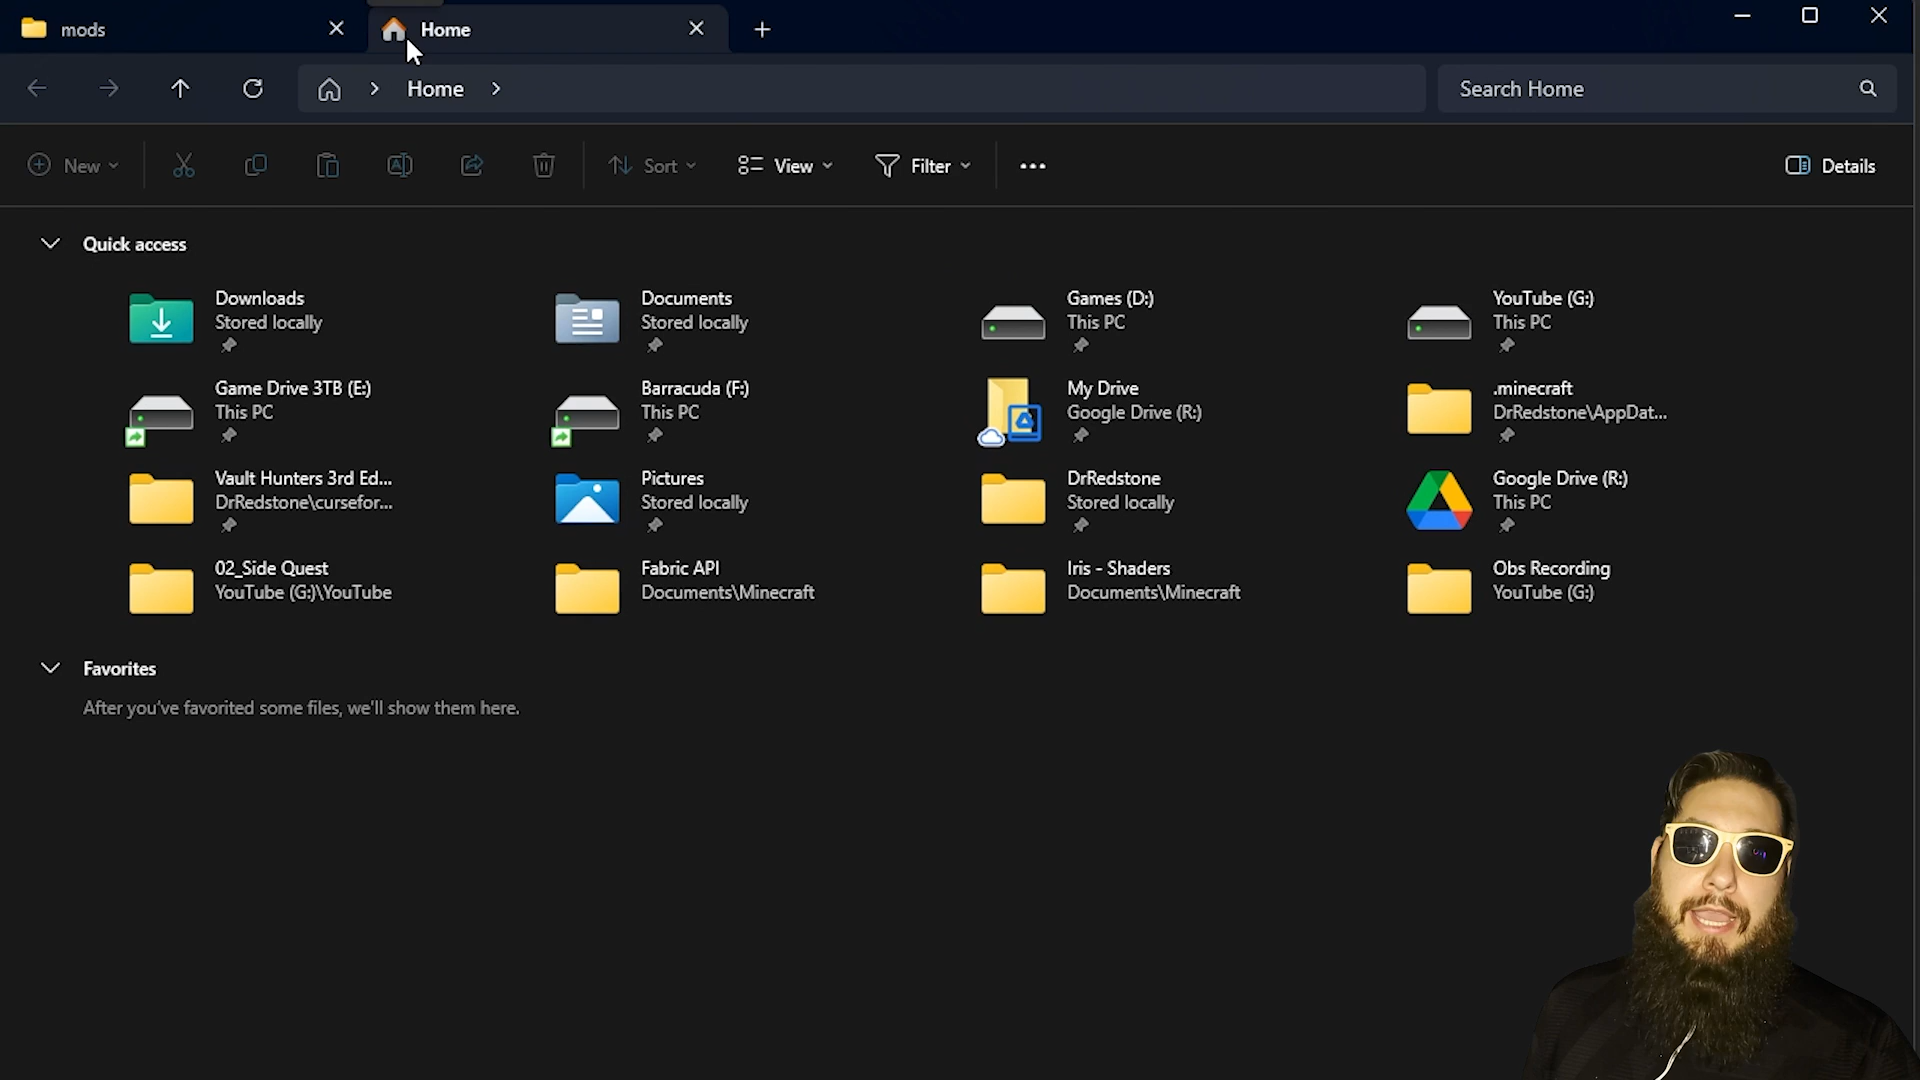 mods
Home
Home
Search Home
New
Sort
View
Filter
Details
Quick access
Downloads
Stored locally
Documents
Stored locally
Games (D:)
This PC
YouTube (G:)
This PC
Game Drive 3TB (E:)
This PC
Barracuda (F:)
This PC
My Drive
Google Drive (R:)
.minecraft
DrRedstone\AppDat...
Vault Hunters 3rd Ed...
DrRedstone\cursefor...
Pictures
Stored locally
DrRedstone
Stored locally
Google Drive (R:)
This PC
02_Side Quest
YouTube (G:)\YouTube
Fabric API
Documents\Minecraft
Iris - Shaders
Documents\Minecraft
Obs Recording
YouTube (G:)
Favorites
After you've favorited some files, we'll show them here.